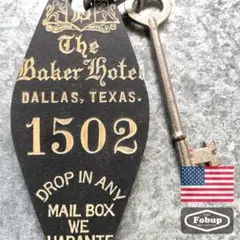 The
Baker Hotel
DALLAS, TEXAS.
1502
DROP IN ANY
MAIL BOX
WE
Fobup